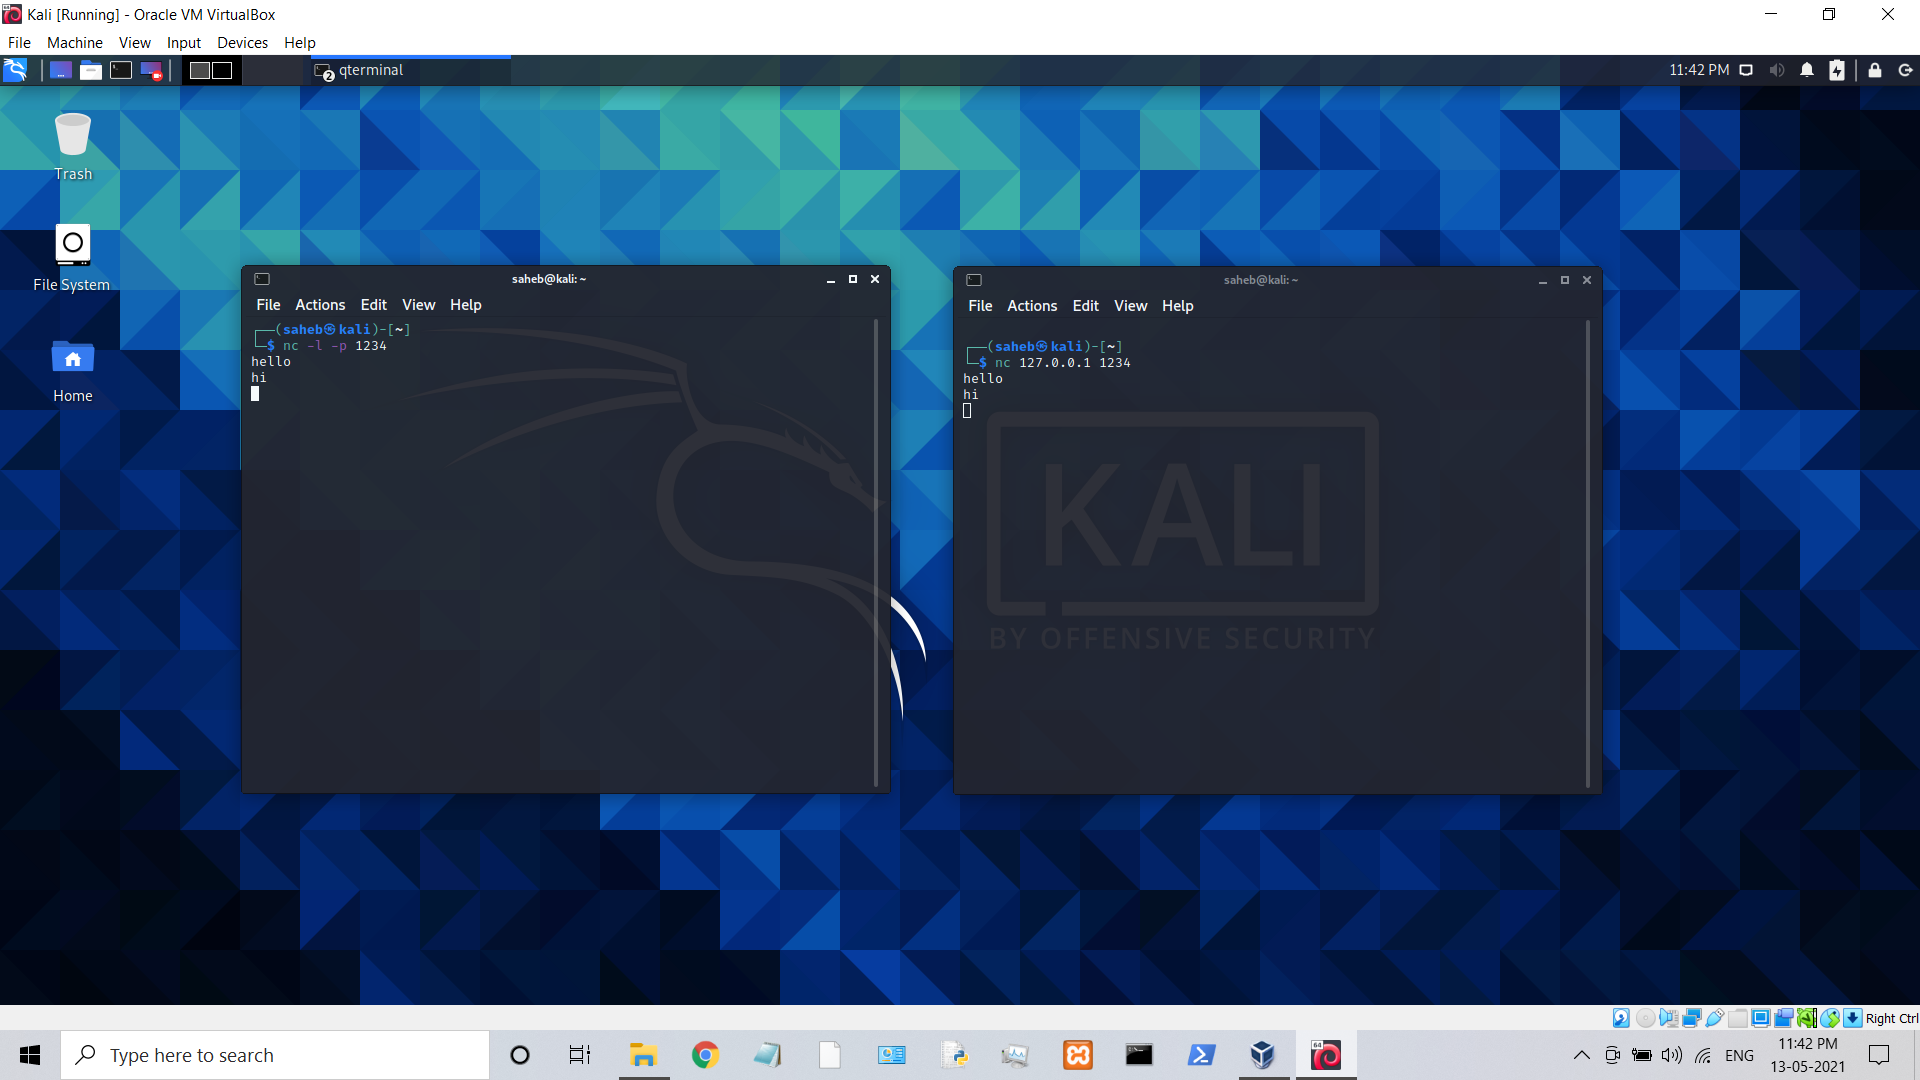 Kali [Running] - Oracle VM VirtualBox
File Machine View Input Devices Help
2 qterminal
11:42 PM
Trash
File System
Home
saheb@kali: ~
File Actions Edit View Help
┌──(saheb㉿kali)-[~]
└─$ nc -l -p 1234
hello
hi
saheb@kali: ~
File Actions Edit View Help
┌──(saheb㉿kali)-[~]
└─$ nc 127.0.0.1 1234
hello
hi
KALI
BY OFFENSIVE SECURITY
Right Ctrl
Type here to search
64
ENG
11:42 PM
13-05-2021